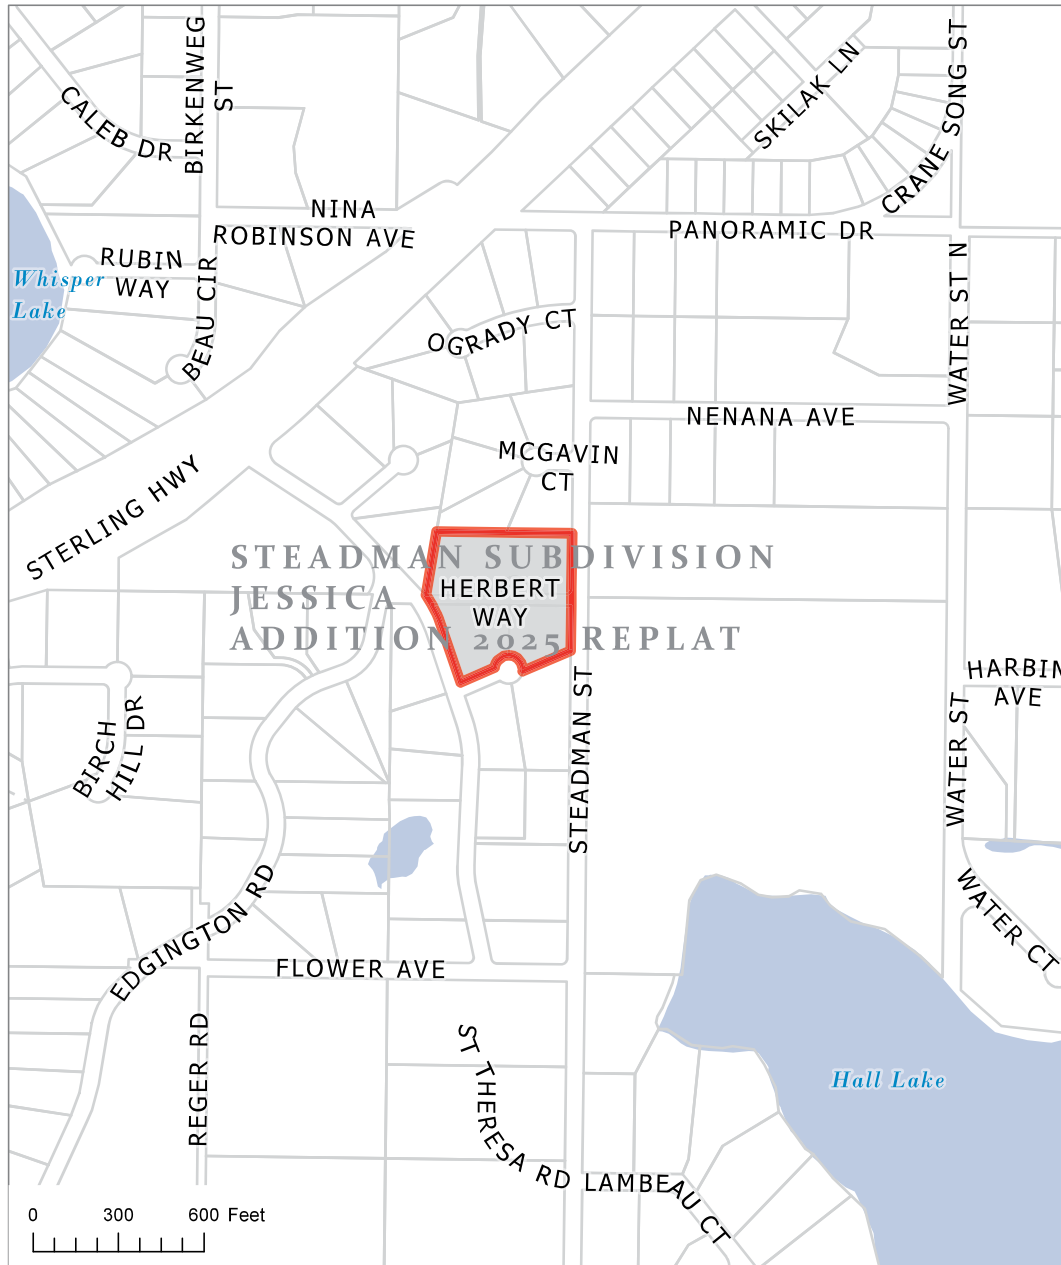 BIRKENWEG
ST
CALEB DR
SKILAK LN
CRANE SONG ST
NINA
ROBINSON AVE
PANORAMIC DR
RUBIN
WAY
Whisper
Lake
BEAU CIR
OGRADY CT
WATER ST N
NENANA AVE
MCGAVIN
CT
STERLING HWY
STEADMAN SUBDIVISION
JESSICA
ADDITION 2025 REPLAT
HERBERT
WAY
HARBIN
AVE
BIRCH
HILL DR
STEADMAN ST
WATER ST
EDGINGTON RD
WATER CT
FLOWER AVE
REGER RD
ST THERESA RD
Hall Lake
LAMBEAU CT
0 300 600 Feet